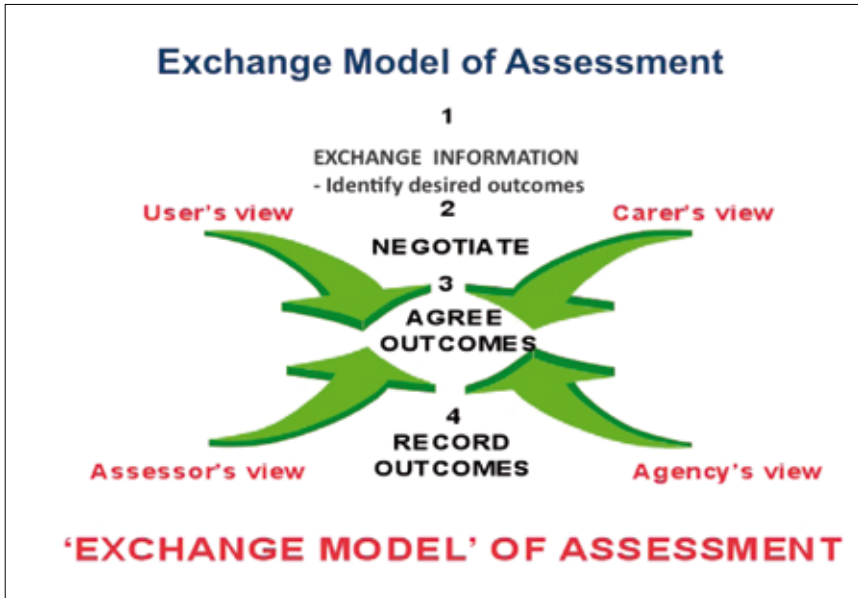 Exchange Model of Assessment
1
EXCHANGE INFORMATION
- Identify desired outcomes
User's view
2
Carer's view
NEGOTIATE
3
AGREE
OUTCOMES
4
RECORD
OUTCOMES
Assessor's view
Agency's view
‘EXCHANGE MODEL’ OF ASSESSMENT